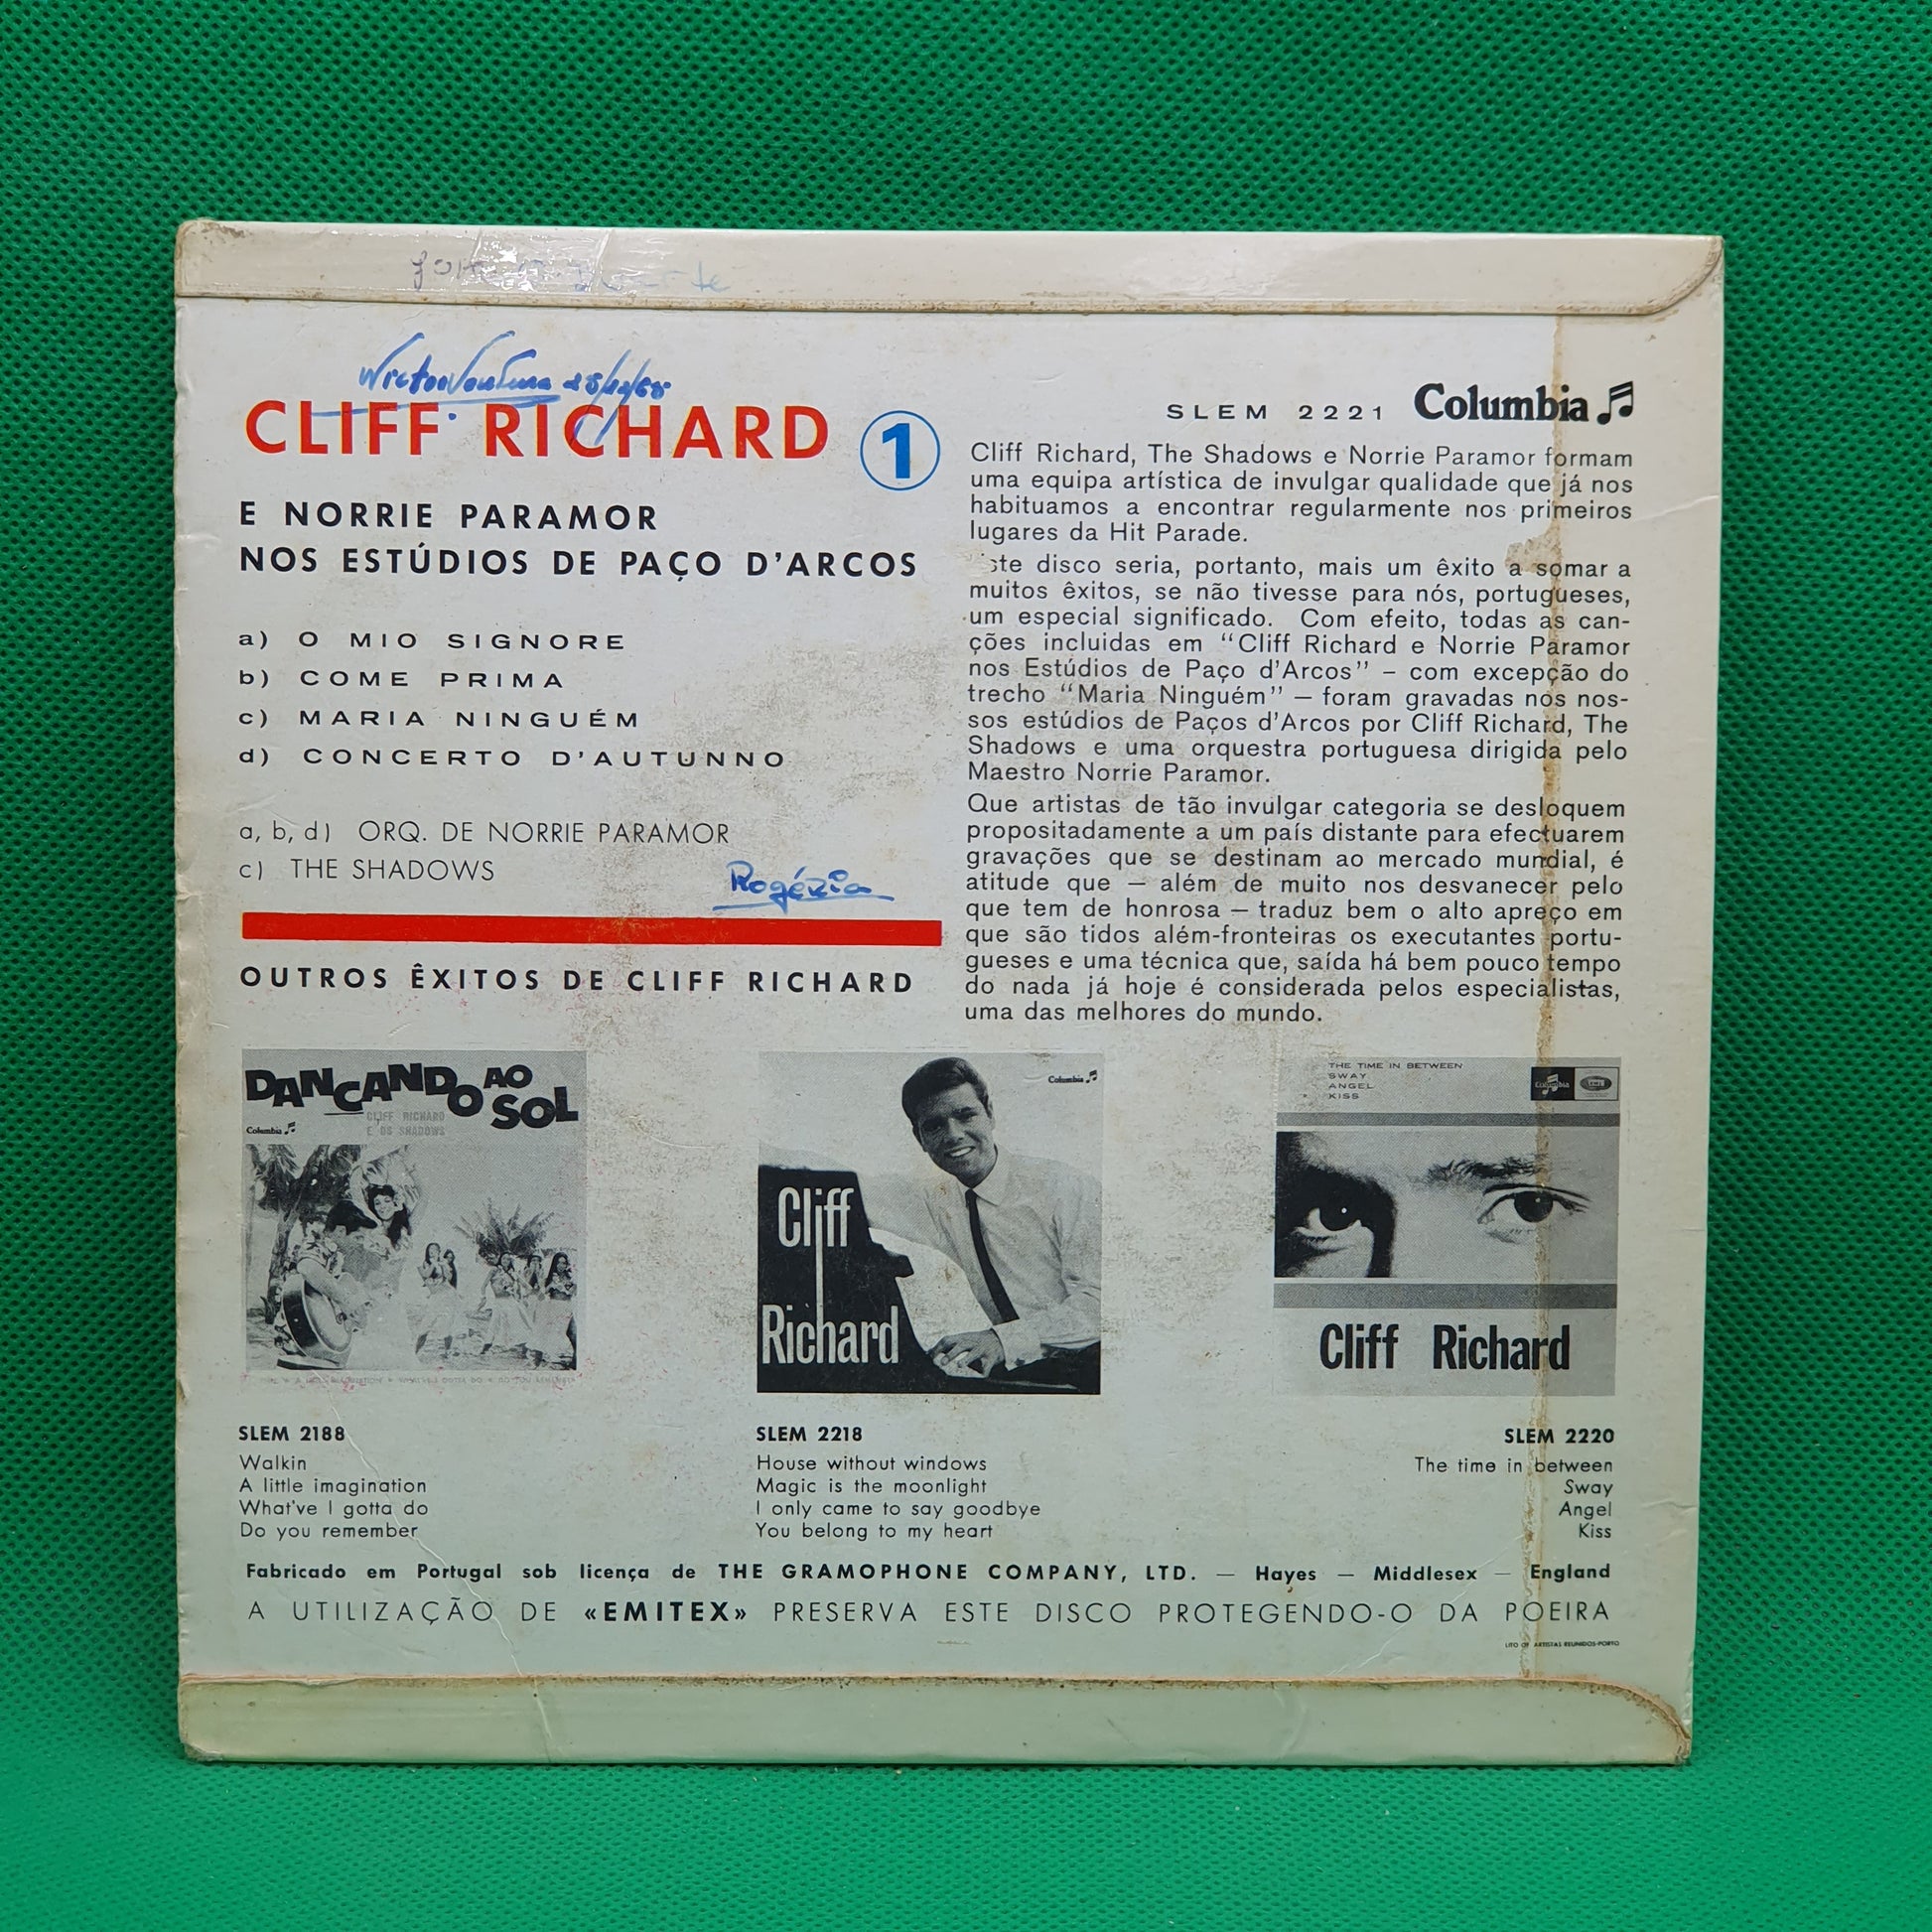 CLIFF RICHARD 1
E NORRIE PARAMOR
NOS ESTÚDIOS DE PAÇO D'ARCOS
a) O MIO SIGNORE
b) COME PRIMA
c) MARIA NINGUÉM
d) CONCERTO D'AUTUNNO
a, b, d) ORQ. DE NORRIE PARAMOR
c) THE SHADOWS
Rogéria
SLEM 2221 Columbia
Cliff Richard, The Shadows e Norrie Paramor formam
uma equipa artística de invulgar qualidade que já nos
habituamos a encontrar regularmente nos primeiros
lugares da Hit Parade.
ste disco seria, portanto, mais um êxito a somar a
muitos êxitos, se não tivesse para nós, portugueses,
um especial significado. Com efeito, todas as can-
ções incluidas em “Cliff Richard e Norrie Paramor
nos Estúdios de Paço d'Arcos” – com excepção do
trecho “Maria Ninguém” — foram gravadas nos nos-
sos estúdios de Paços d'Arcos por Cliff Richard, The
Shadows e uma orquestra portuguesa dirigida pelo
Maestro Norrie Paramor.
Que artistas de tão invulgar categoria se desloquem
propositadamente a um país distante para efectuarem
gravações que se destinam ao mercado mundial, é
atitude que — além de muito nos desvanecer pelo
que tem de honrosa — traduz bem o alto apreço em
que são tidos além-fronteiras os executantes portu-
gueses e uma técnica que, saída há bem pouco tempo
do nada já hoje é considerada pelos especialistas,
uma das melhores do mundo.
OUTROS ÊXITOS DE CLIFF RICHARD
DANÇANDO AO
SOL
CLIFF RICHARD
E OS SHADOWS
Columbia
Columbia
Cliff
Richard
THE TIME IN BETWEEN
SWAY
ANGEL
KISS
Columbia
Cliff Richard
SLEM 2188
Walkin
A little imagination
What've I gotta do
Do you remember
SLEM 2218
House without windows
Magic is the moonlight
I only came to say goodbye
You belong to my heart
SLEM 2220
The time in between
Sway
Angel
Kiss
Fabricado em Portugal sob licença de THE GRAMOPHONE COMPANY, LTD. — Hayes — Middlesex — England
A UTILIZAÇÃO DE «EMITEX» PRESERVA ESTE DISCO PROTEGENDO-O DA POEIRA
ARTISTAS REUNIDOS-PORTO